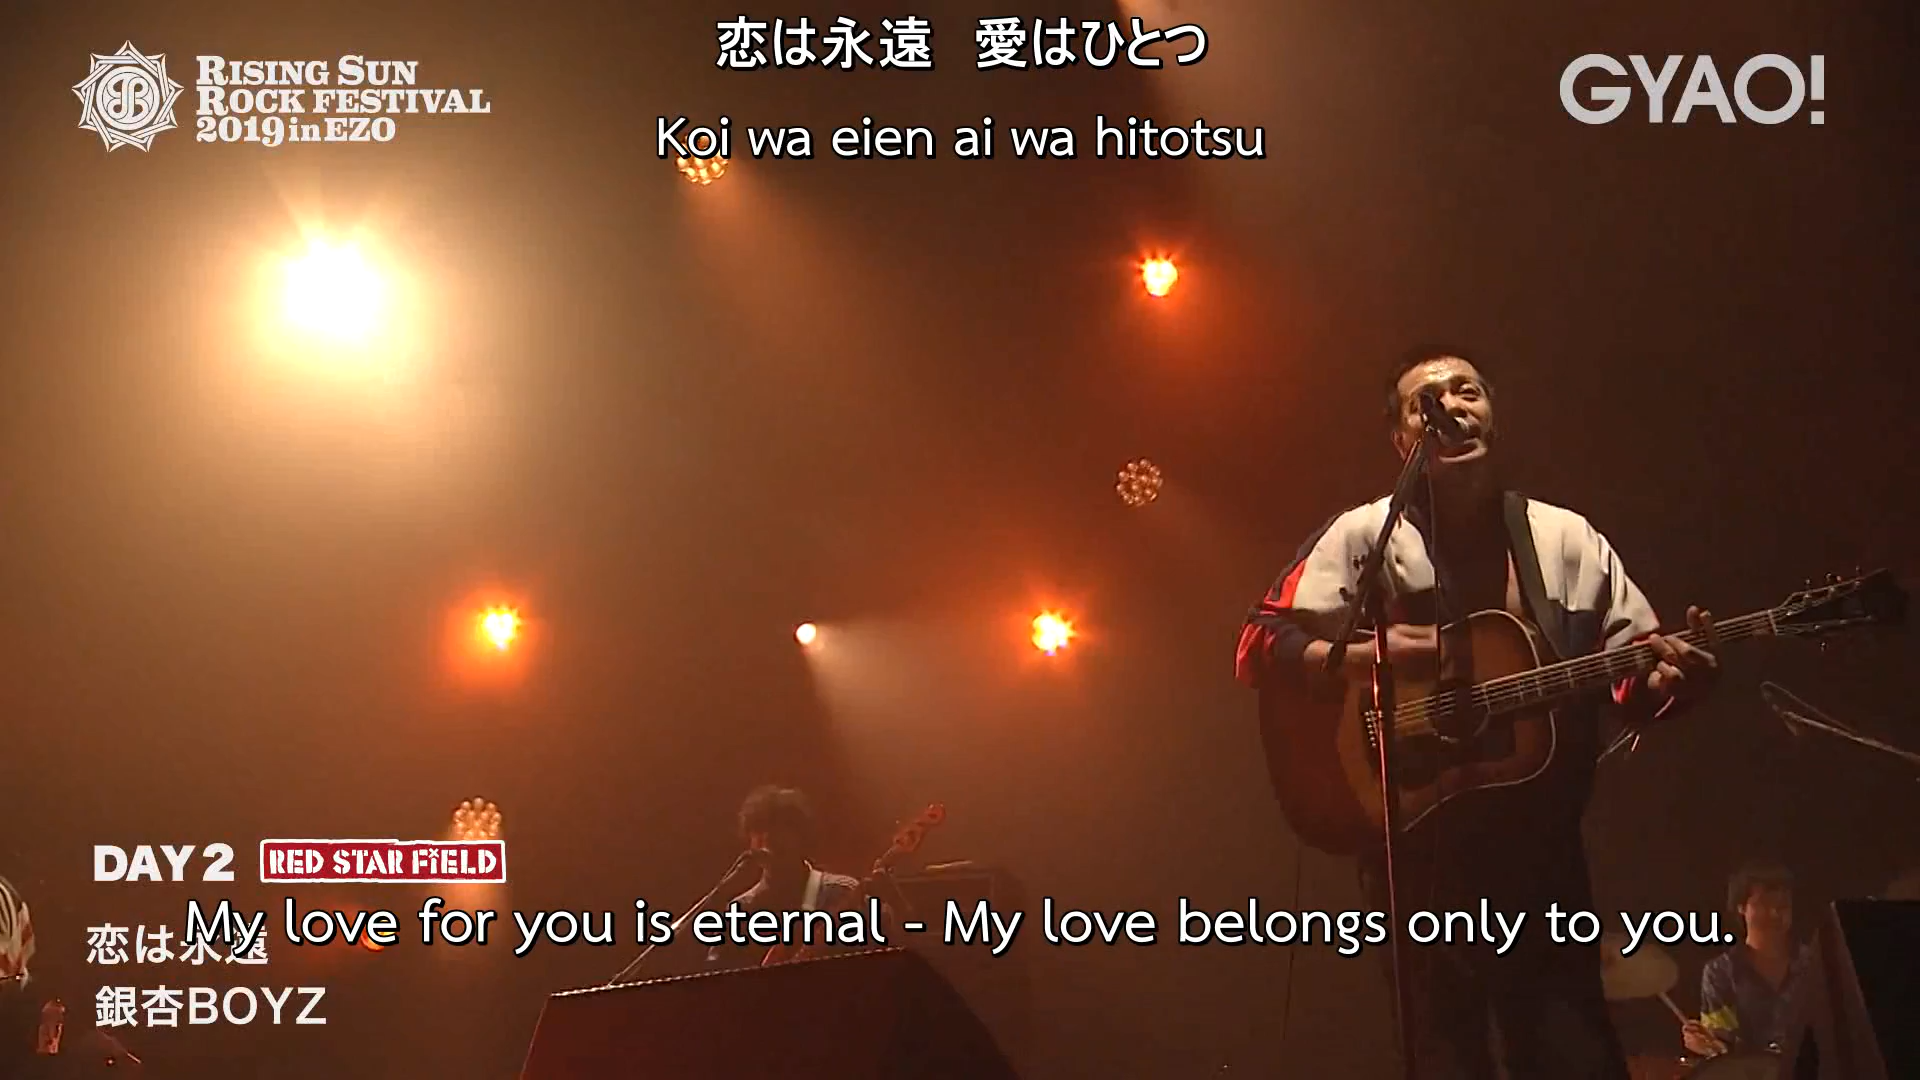 恋は永遠 愛はひとつ
RISING SUN
ROCK FESTIVAL
2019 in EZO
GYAO!
Koi wa eien ai wa hitotsu
DAY 2 RED STAR FiELD
My love for you is eternal - My love belongs only to you.
恋は永遠
銀杏BOYZ